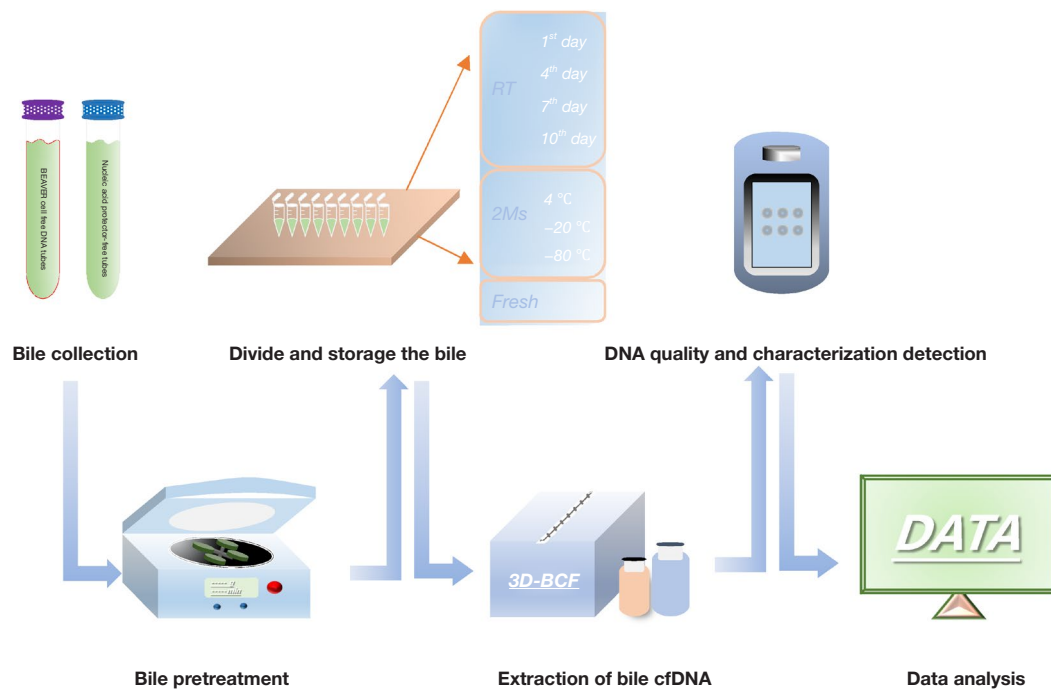 1st day
4th day
RT
7th day
10th day
BEAVER cell free DNA tubes
Nucleic acid protector-free tubes
4 °C
2Ms
−20 °C
−80 °C
Fresh
Bile collection
Divide and storage the bile
DNA quality and characterization detection
3D-BCF
DATA
Bile pretreatment
Extraction of bile cfDNA
Data analysis